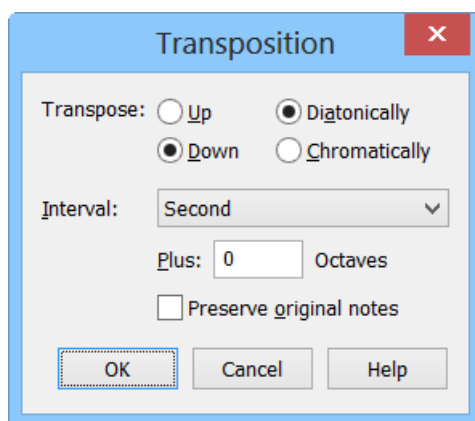 Transposition
Transpose: Up Diatonically
Down Chromatically
Interval: Second
Plus: 0 Octaves
Preserve original notes
OK Cancel Help